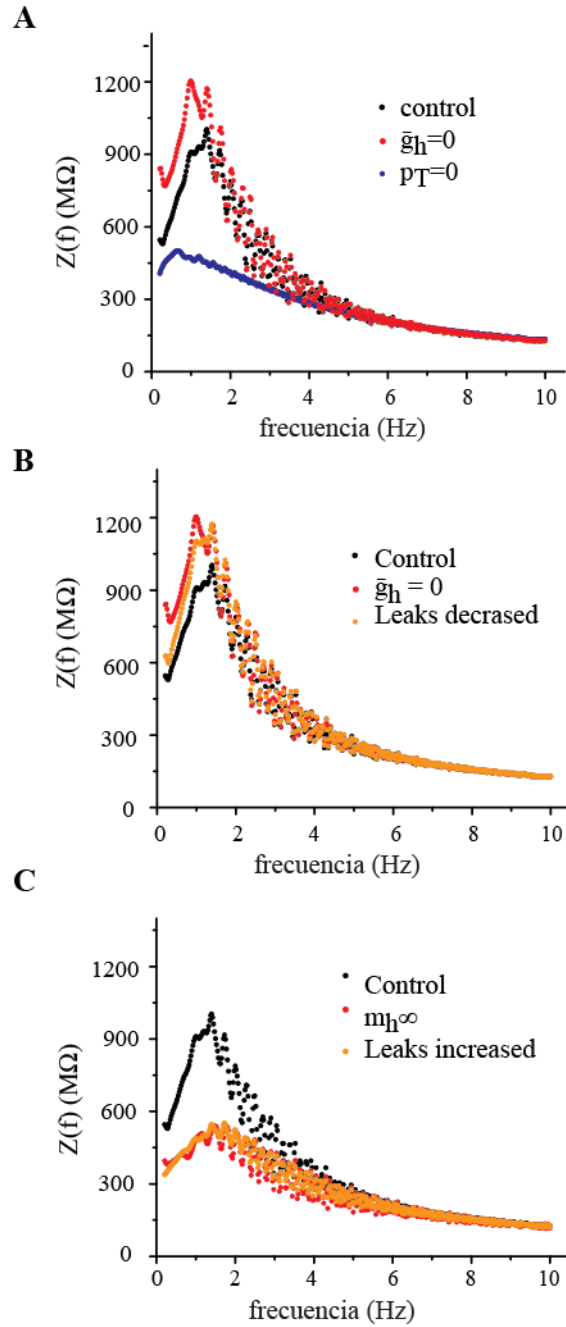 A
Z(f) (MΩ)
1200
900
600
300
0
control
ḡh=0
pT=0
0 2 4 6 8 10
frecuencia (Hz)
B
Z(f) (MΩ)
1200
900
600
300
0
Control
ḡh = 0
Leaks decrased
0 2 4 6 8 10
frecuencia (Hz)
C
Z(f) (MΩ)
1200
900
600
300
0
Control
mh∞
Leaks increased
0 2 4 6 8 10
frecuencia (Hz)